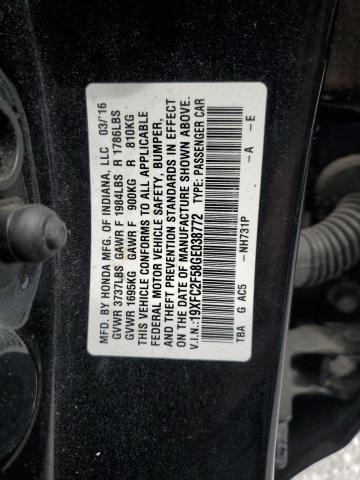 MFD. BY HONDA MFG. OF INDIANA, LLC 03/16
GVWR 3737LBS GAWR F 1984LBS R 1786LBS
GVWR 1695KG GAWR F 900KG R 810KG
THIS VEHICLE CONFORMS TO ALL APPLICABLE
FEDERAL MOTOR VEHICLE SAFETY, BUMPER,
THEFT PREVENTION STANDARDS IN EFFECT
ON THE DATE OF MANUFACTURE SHOWN ABOVE.
V.I.N.:19XFC2F58GE038772 TYPE: PASSENGER CAR
TBA G AC5 -NH731P -A -E